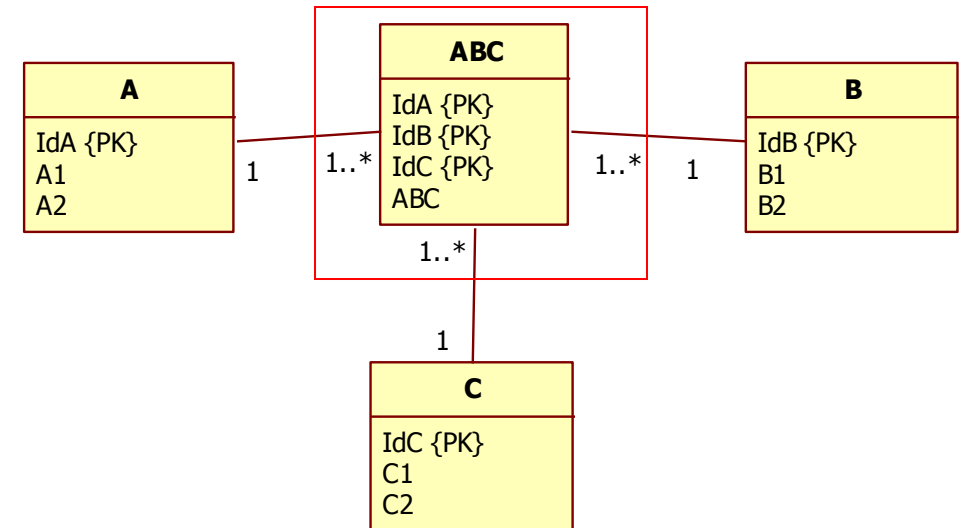 ABC
IdA {PK}
IdB {PK}
IdC {PK}
ABC
A
IdA {PK}
A1
A2
B
IdB {PK}
B1
B2
1
1..*
1..*
1
1..*
1
C
IdC {PK}
C1
C2